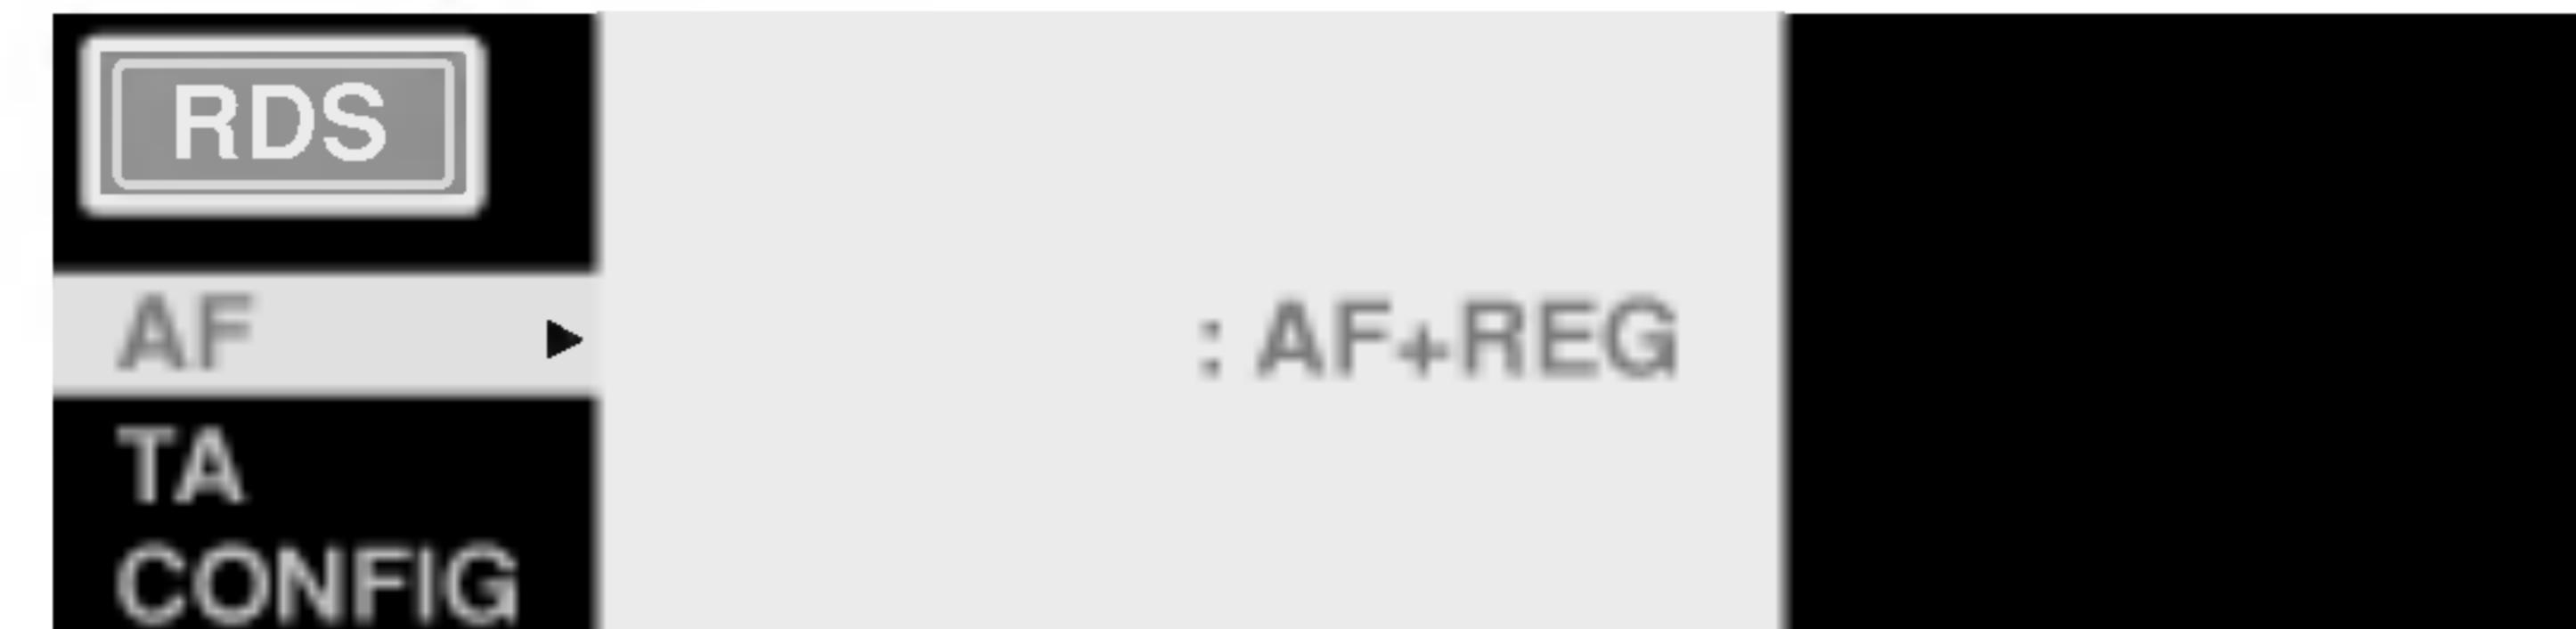 RDS
AF ► : AF+REG
TA
CONFIG